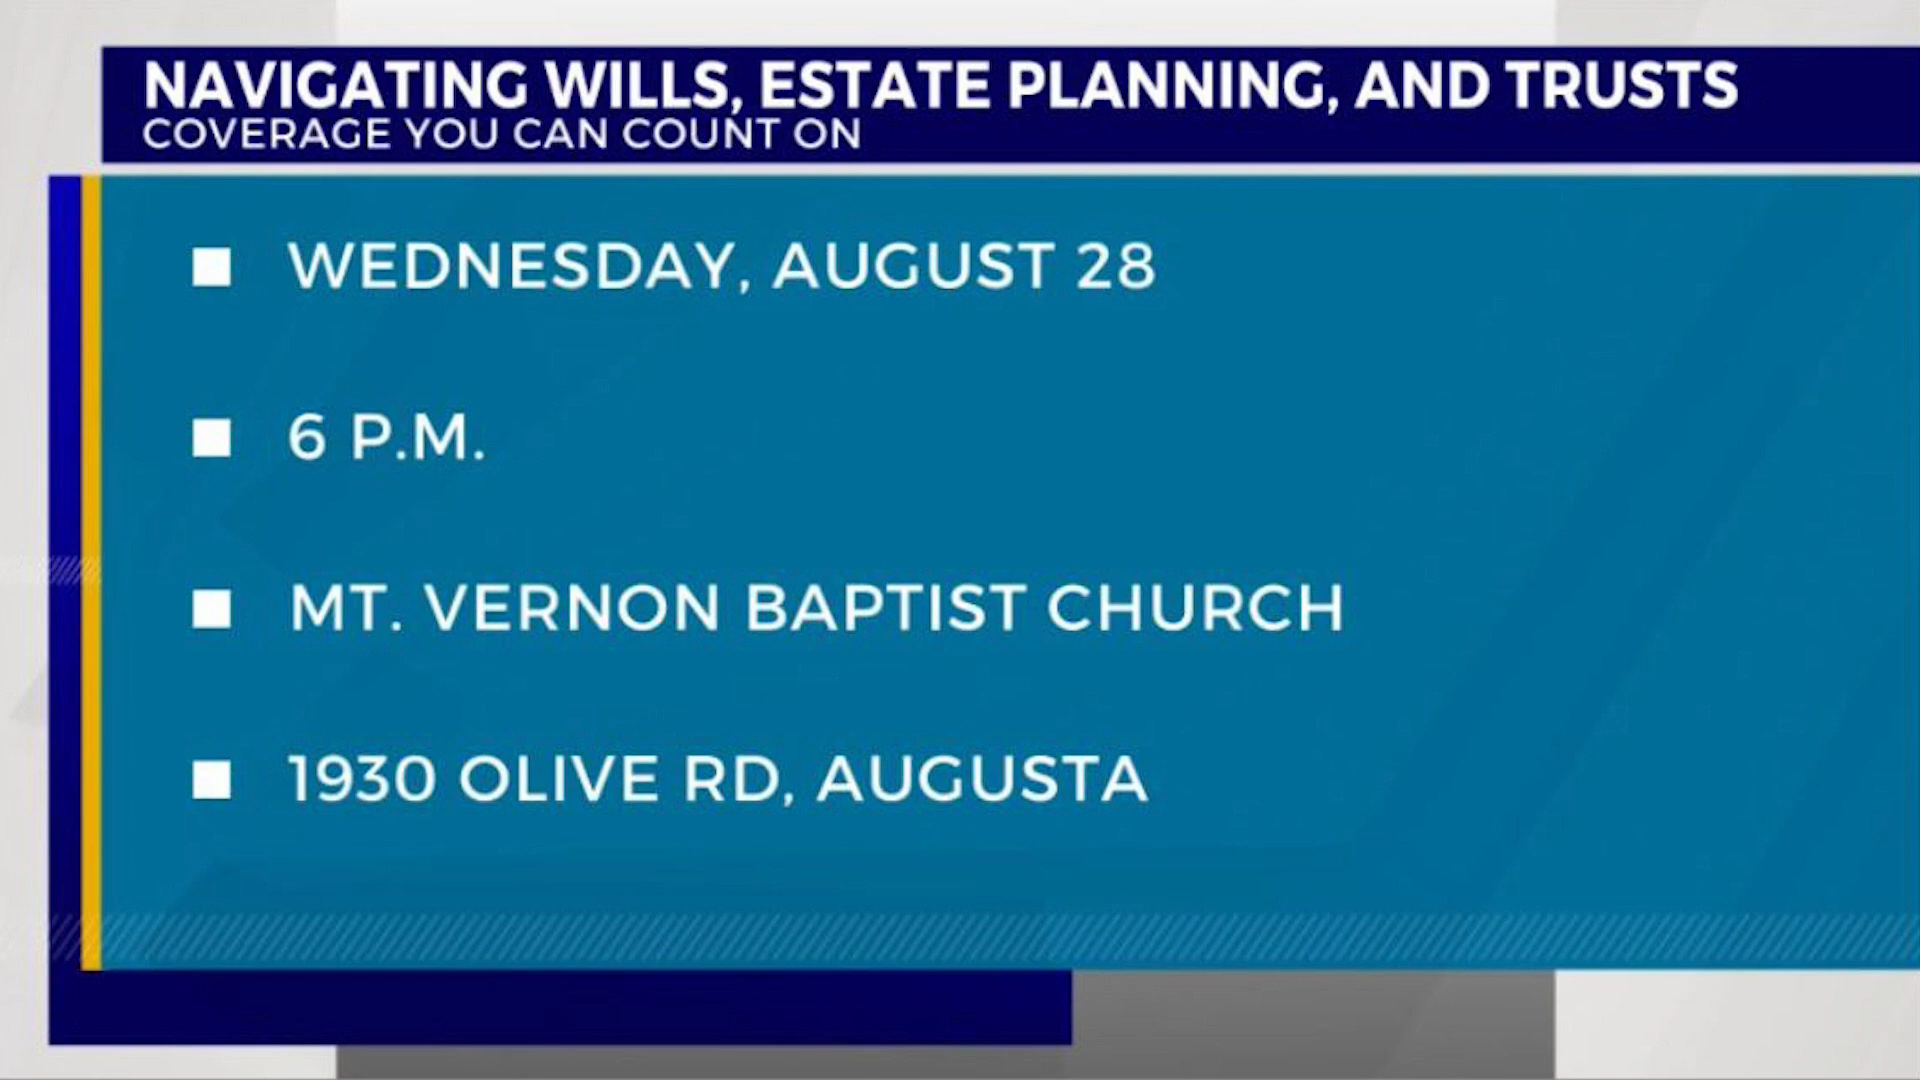 NAVIGATING WILLS, ESTATE PLANNING, AND TRUSTS
COVERAGE YOU CAN COUNT ON
WEDNESDAY, AUGUST 28
6 P.M.
MT. VERNON BAPTIST CHURCH
1930 OLIVE RD, AUGUSTA